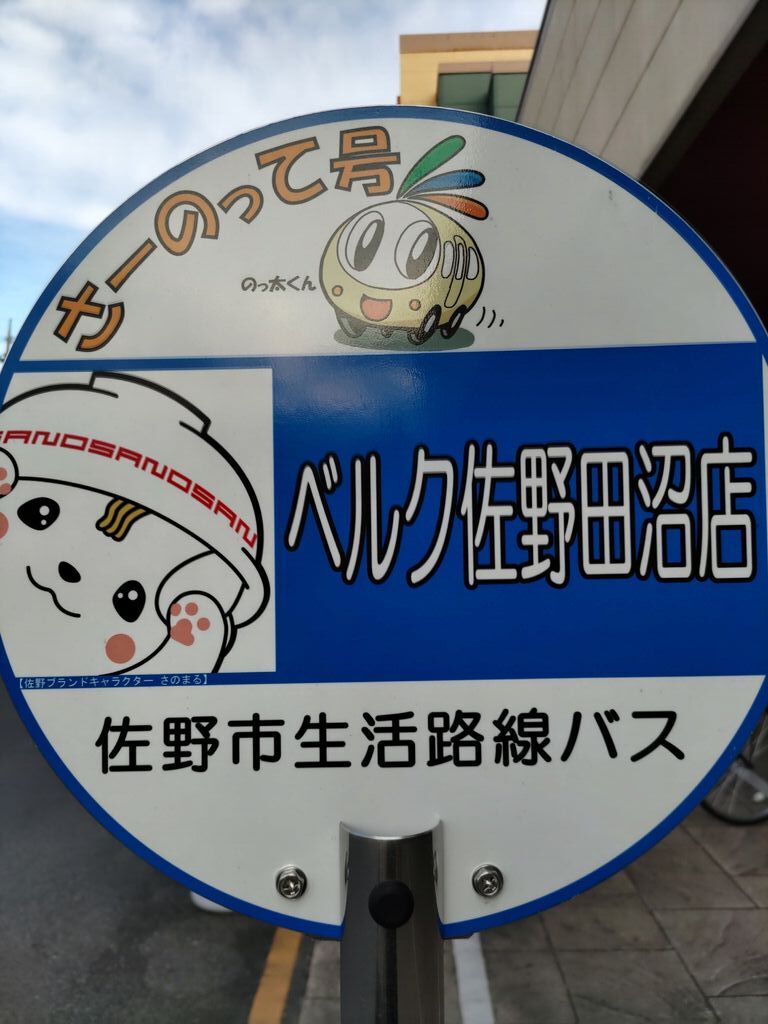 さーのって号
のっ太くん
SANOSANOSAN
ベルク佐野田沼店
【佐野ブランドキャラクター さのまる】
佐野市生活路線バス